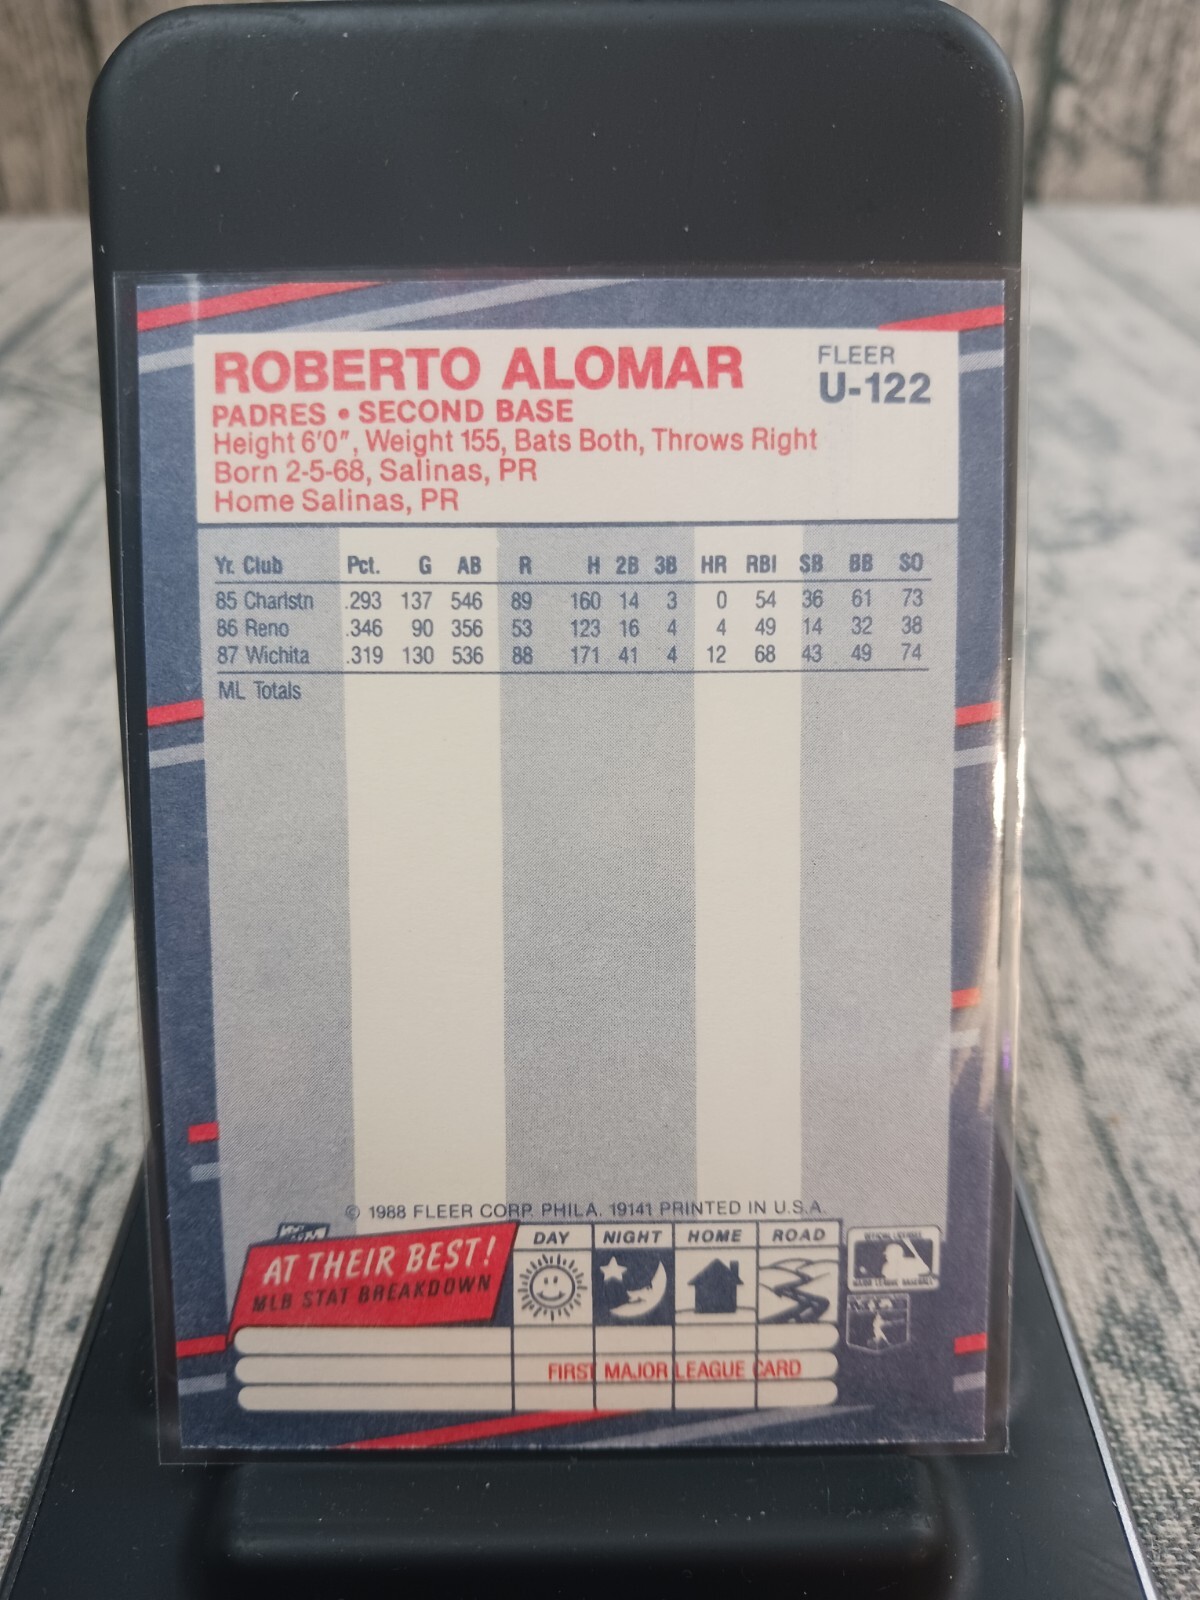 ROBERTO ALOMAR
FLEER
U-122
PADRES • SECOND BASE
Height 6'0", Weight 155, Bats Both, Throws Right
Born 2-5-68, Salinas, PR
Home Salinas, PR
Yr. Club Pct. G AB R H 2B 3B HR RBI SB BB SO
85 Charlstn .293 137 546 89 160 14 3 0 54 36 61 73
86 Reno .346 90 356 53 123 16 4 4 49 14 32 38
87 Wichita .319 130 536 88 171 41 4 12 68 43 49 74
ML Totals
© 1988 FLEER CORP. PHILA. 19141 PRINTED IN U.S.A.
AT THEIR BEST!
MLB STAT BREAKDOWN
DAY NIGHT HOME ROAD
MAJOR LEAGUE BASEBALL
FIRST MAJOR LEAGUE CARD